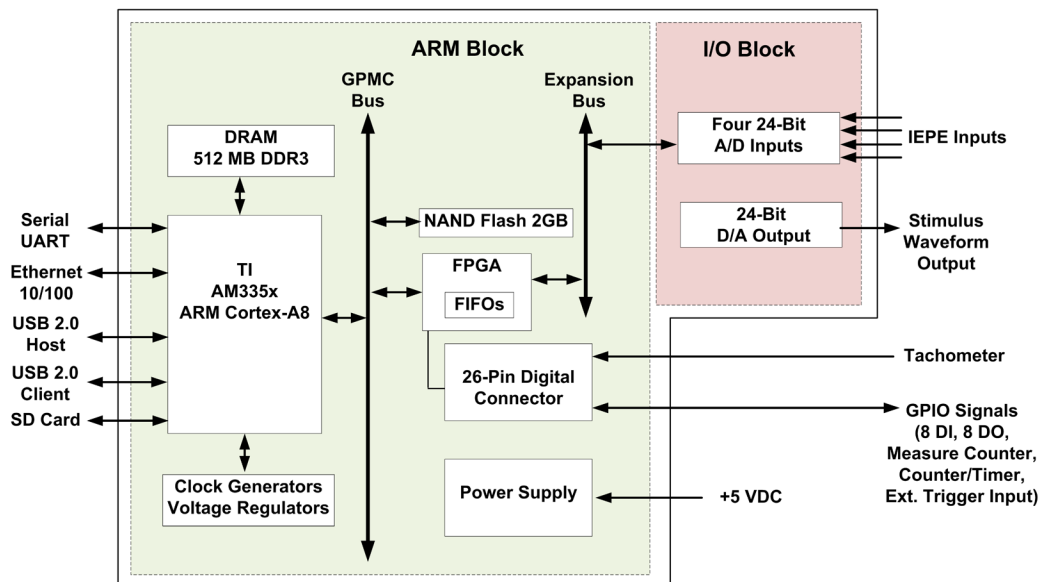 ARM Block
I/O Block
GPMC
Bus
Expansion
Bus
DRAM
512 MB DDR3
Four 24-Bit
A/D Inputs
IEPE Inputs
NAND Flash 2GB
24-Bit
D/A Output
Stimulus
Waveform
Output
Serial
UART
Ethernet
10/100
USB 2.0
Host
USB 2.0
Client
SD Card
TI
AM335x
ARM Cortex-A8
FPGA
FIFOs
26-Pin Digital
Connector
Tachometer
GPIO Signals
(8 DI, 8 DO,
Measure Counter,
Counter/Timer,
Ext. Trigger Input)
Clock Generators
Voltage Regulators
Power Supply
+5 VDC